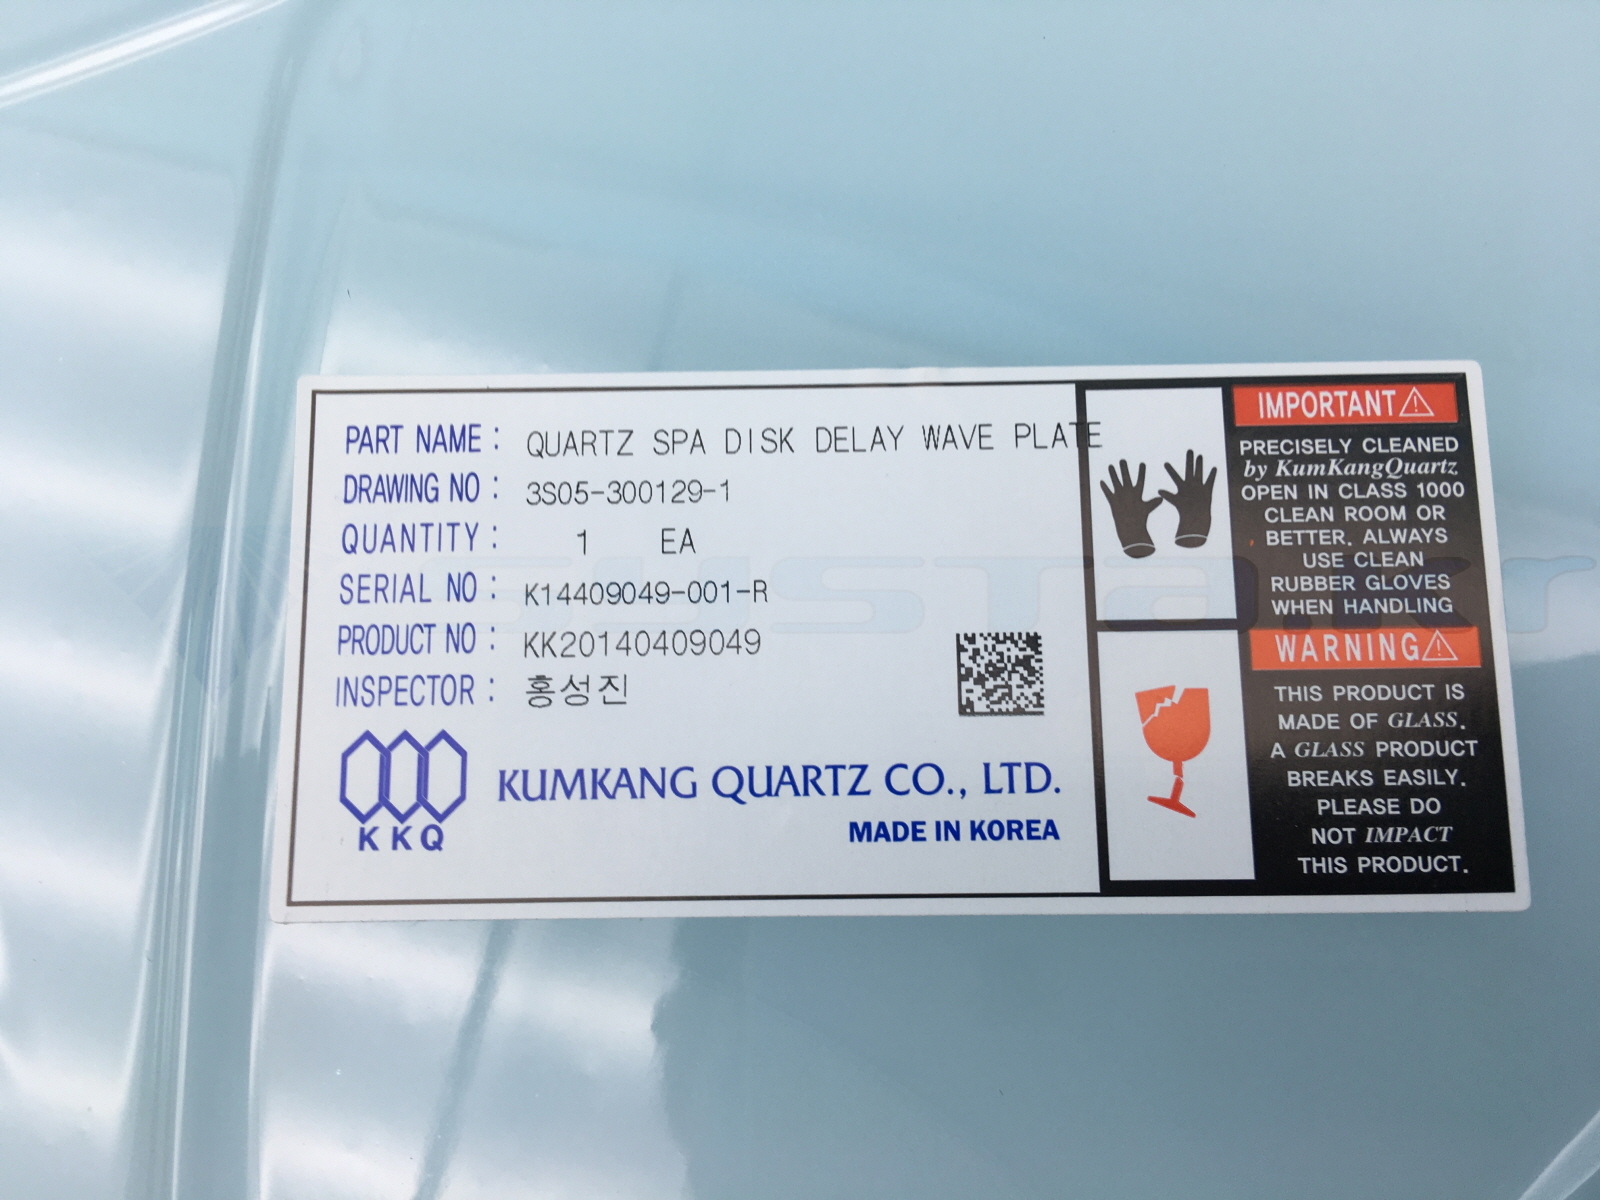 PART NAME : QUARTZ SPA DISK DELAY WAVE PLATE
DRAWING NO : 3S05-300129-1
QUANTITY : 1 EA
SERIAL NO : K14409049-001-R
PRODUCT NO : KK20140409049
INSPECTOR : 홍성진
KKQ
KUMKANG QUARTZ CO., LTD.
MADE IN KOREA
IMPORTANT
PRECISELY CLEANED
by KumKangQuartz
OPEN IN CLASS 1000
CLEAN ROOM OR
BETTER. ALWAYS
USE CLEAN
RUBBER GLOVES
WHEN HANDLING
WARNING
THIS PRODUCT IS
MADE OF GLASS.
A GLASS PRODUCT
BREAKS EASILY.
PLEASE DO
NOT IMPACT
THIS PRODUCT.